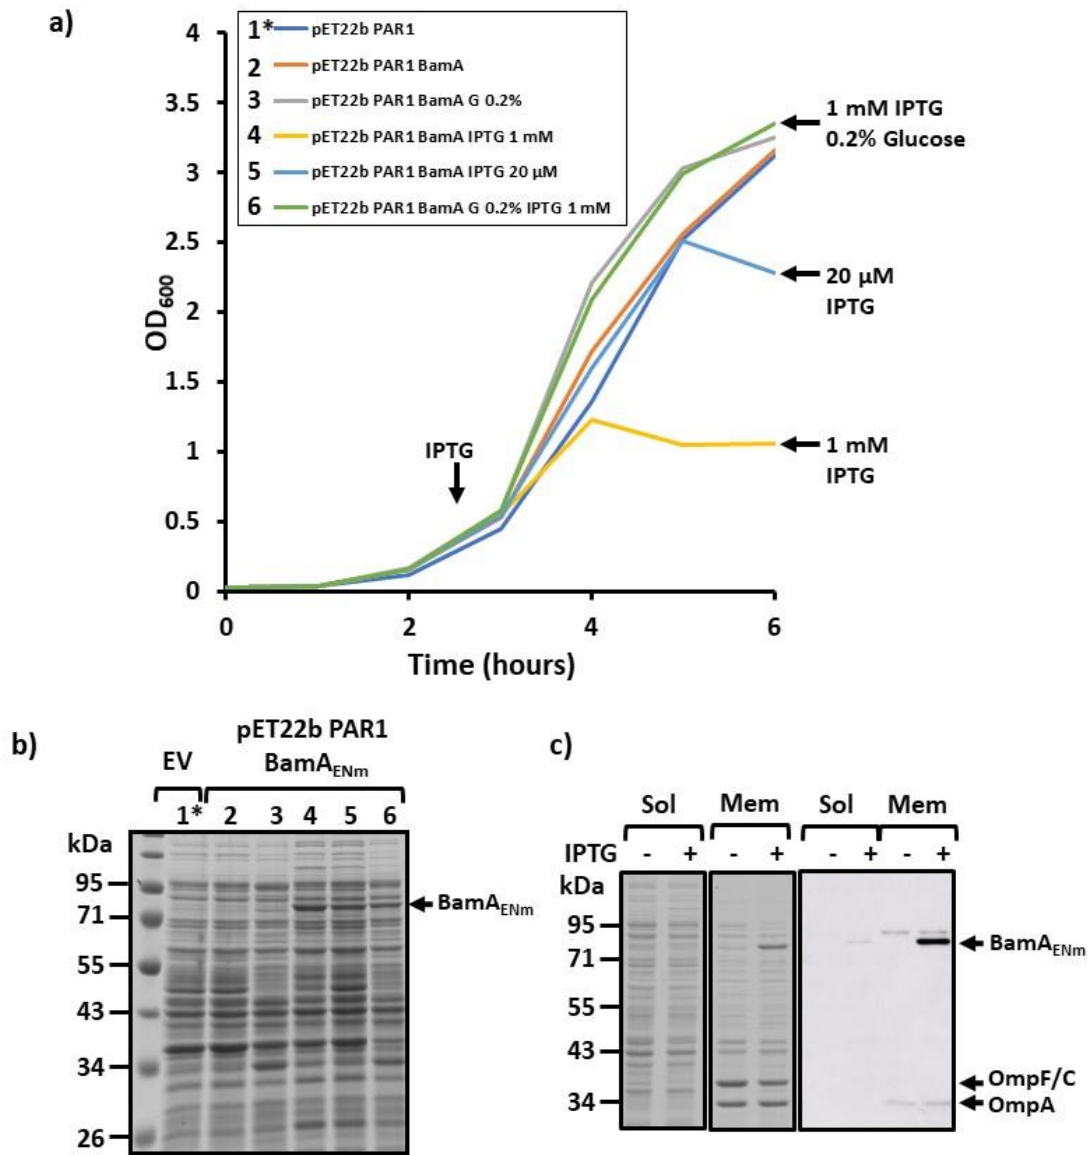 a)
4
3.5
3
2.5
2
1.5
1
0.5
0
OD600
1* pET22b PAR1
2 pET22b PAR1 BamA
3 pET22b PAR1 BamA G 0.2%
4 pET22b PAR1 BamA IPTG 1 mM
5 pET22b PAR1 BamA IPTG 20 µM
6 pET22b PAR1 BamA G 0.2% IPTG 1 mM
1 mM IPTG
0.2% Glucose
20 µM
IPTG
1 mM
IPTG
IPTG
0 2 4 6
Time (hours)
b)
pET22b PAR1
EV BamAENm
1* 2 3 4 5 6
kDa
95
71
55
43
34
26
BamAENm
c)
Sol Mem Sol Mem
IPTG - + - + - + - +
kDa
95
71
55
43
34
BamAENm
OmpF/C
OmpA